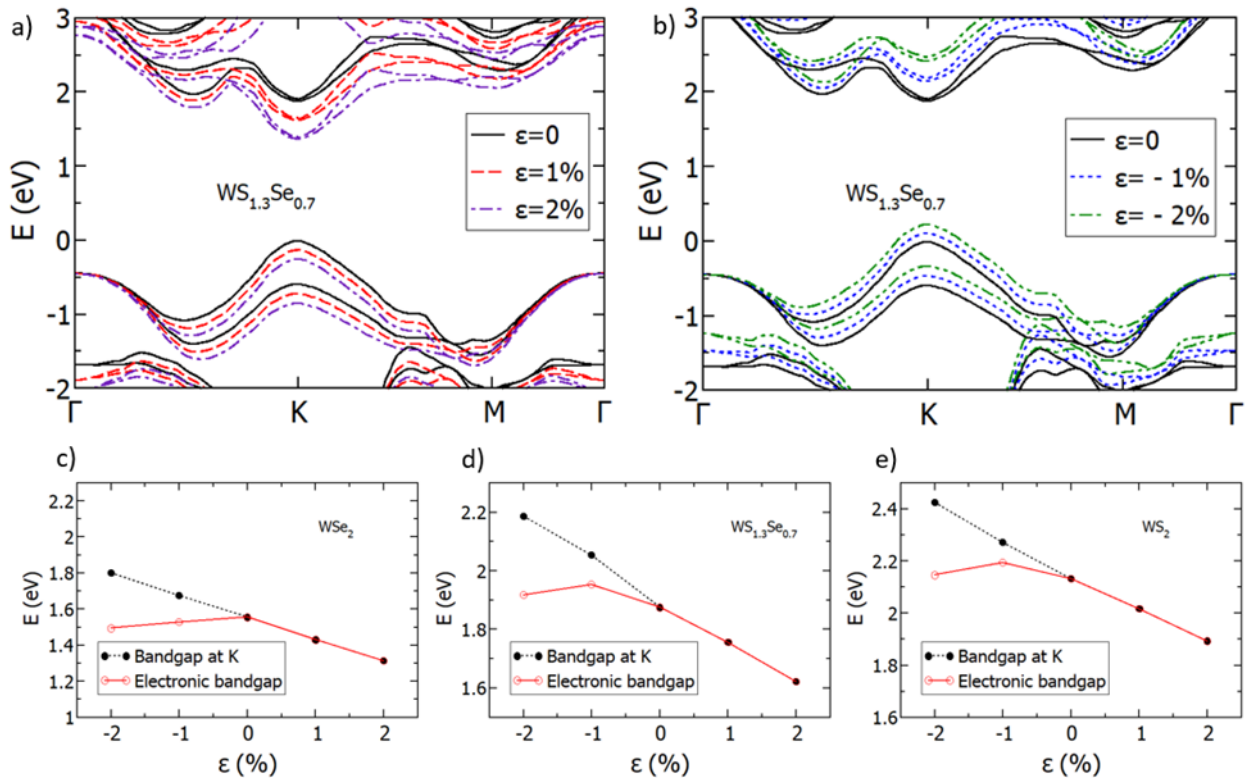 a)
3
2
1
0
-1
-2
E (eV)
WS1.3Se0.7
ε=0
ε=1%
ε=2%
Γ
K
M
Γ
b)
3
2
1
0
-1
-2
E (eV)
WS1.3Se0.7
ε=0
ε= - 1%
ε= - 2%
Γ
K
M
Γ
c)
2.2
2
1.8
1.6
1.4
1.2
1
E (eV)
WSe2
Bandgap at K
Electronic bandgap
-2
-1
0
1
2
ε (%)
d)
2.2
2
1.8
1.6
E (eV)
WS1.3Se0.7
Bandgap at K
Electronic bandgap
-2
-1
0
1
2
ε (%)
e)
2.4
2.2
2
1.8
1.6
E (eV)
WS2
Bandgap at K
Electronic bandgap
-2
-1
0
1
2
ε (%)